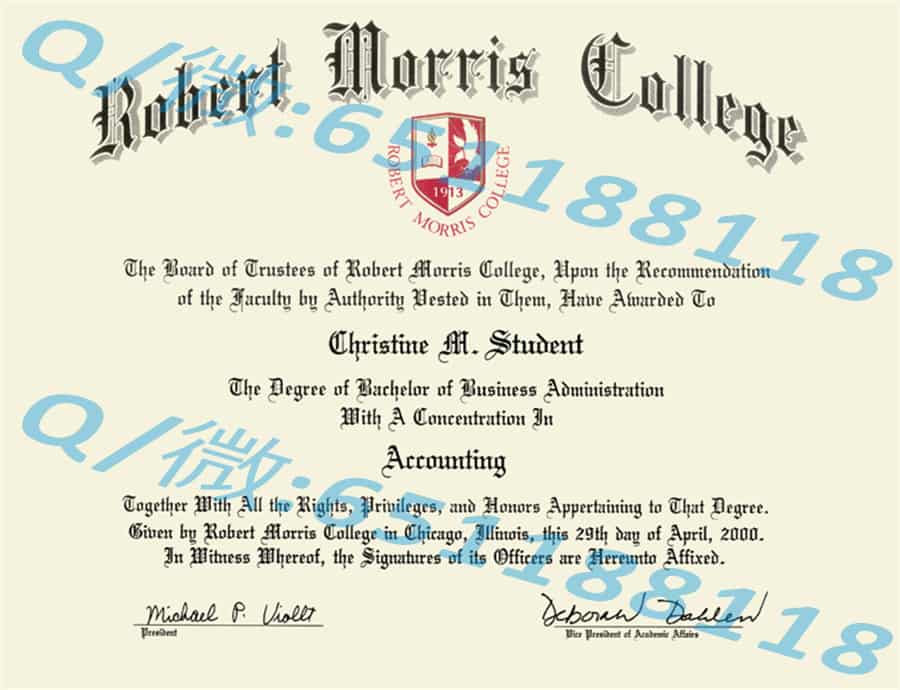 Robert Morris College
ROBERT MORRIS COLLEGE
1913
The Board of Trustees of Robert Morris College, Upon the Recommendation
of the Faculty by Authority Vested in Them, Have Awarded To
Christine M. Student
The Degree of Bachelor of Business Administration
With A Concentration In
Accounting
Together With All the Rights, Privileges, and Honors Appertaining to That Degree.
Given by Robert Morris College in Chicago, Illinois, this 29th day of April, 2000.
In Witness Whereof, the Signatures of its Officers are Hereunto Affixed.
Michael P. Viollt
Deborah Dahlen
President
Vice President of Academic Affairs
Q/微:651188118
Q/微:651188118